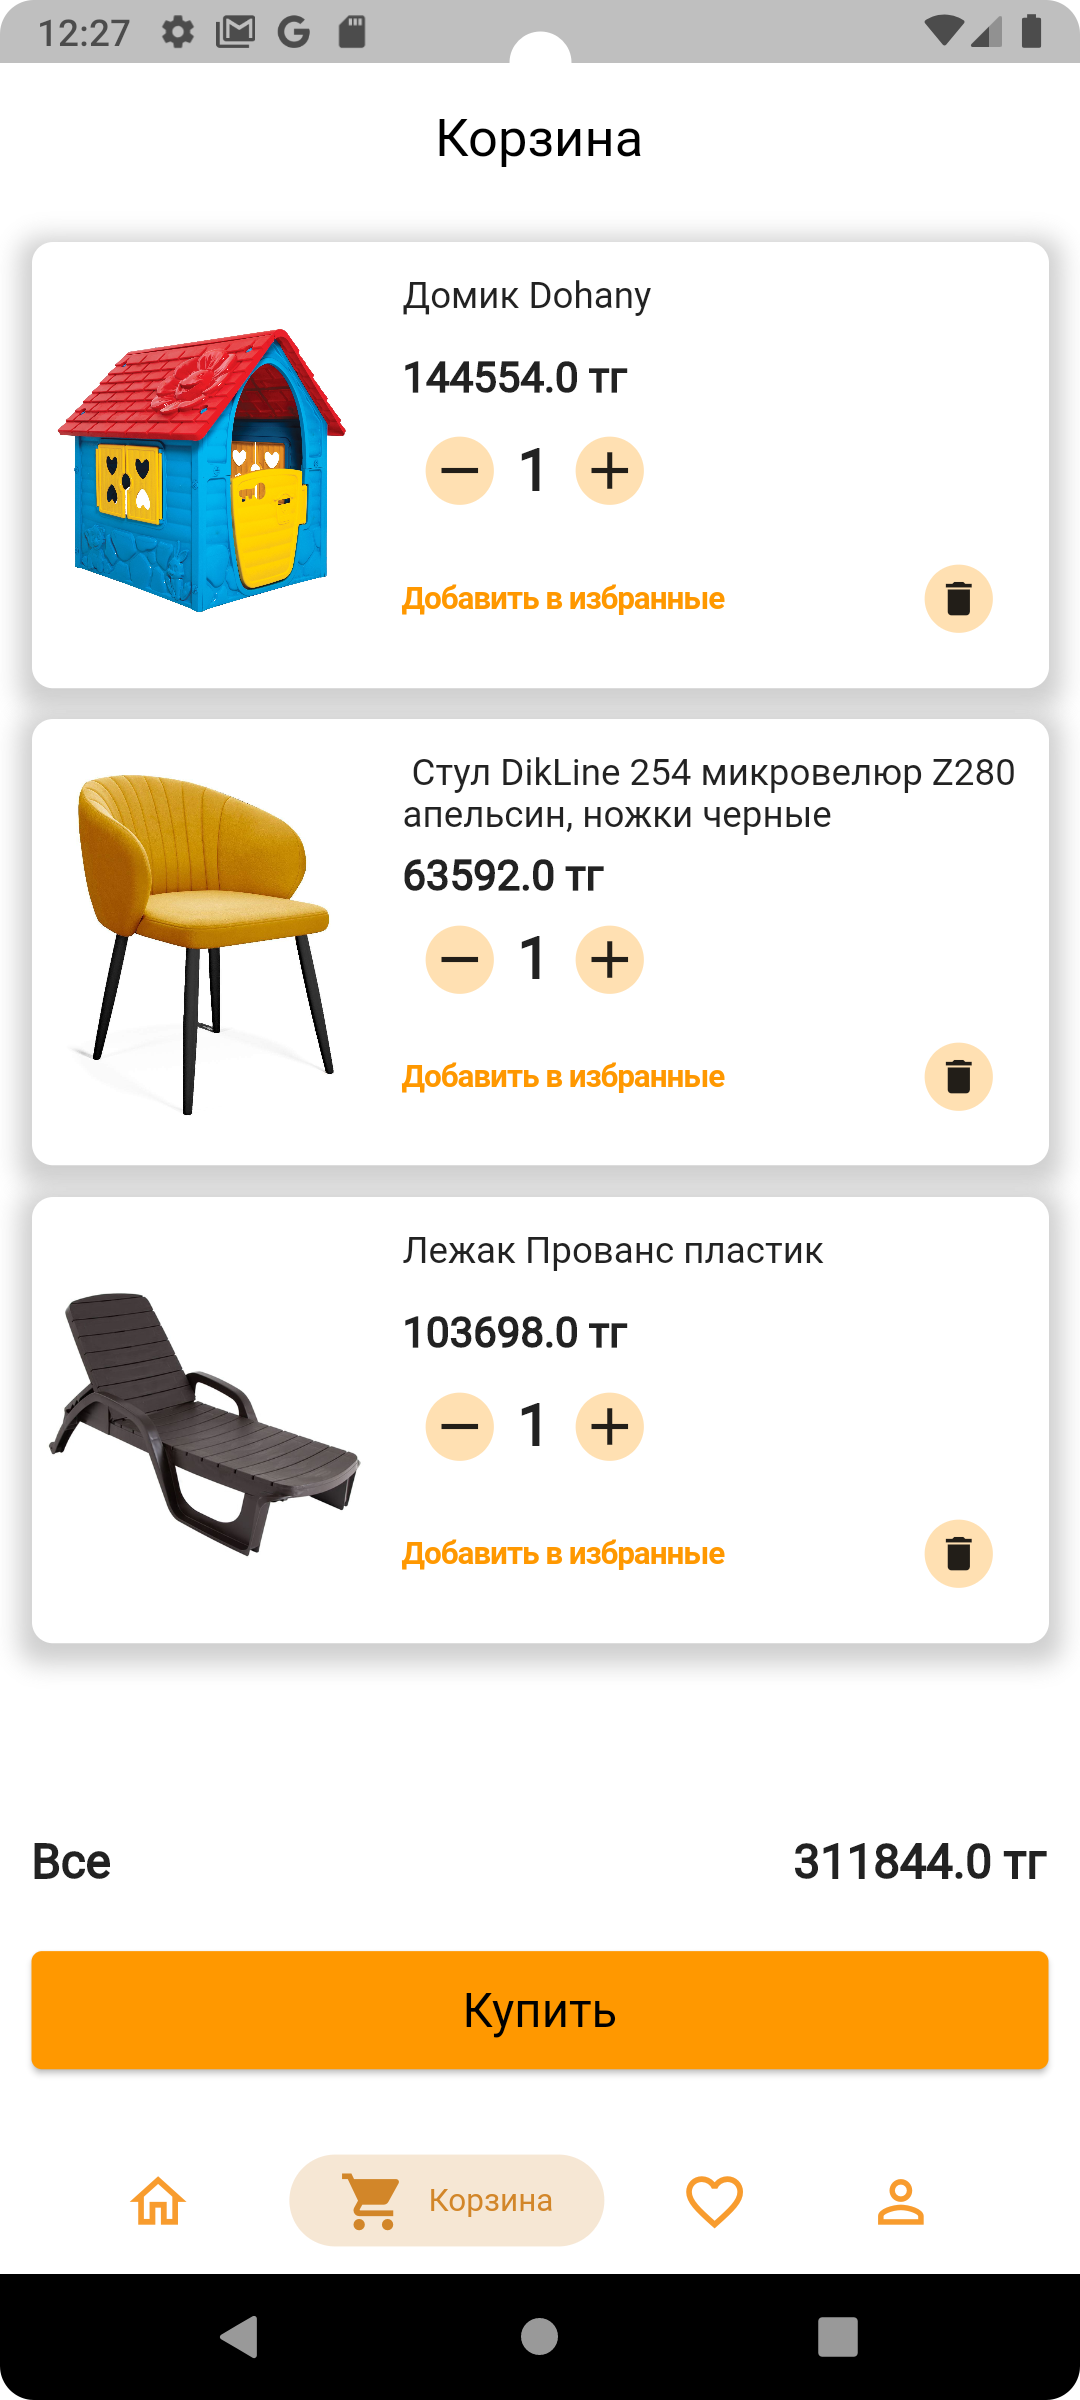 12:27
Корзина
Домик Dohany
144554.0 тг
1
Добавить в избранные
Стул DikLine 254 микровелюр Z280
апельсин, ножки черные
63592.0 тг
1
Добавить в избранные
Лежак Прованс пластик
103698.0 тг
1
Добавить в избранные
Все 311844.0 тг
Купить
Корзина